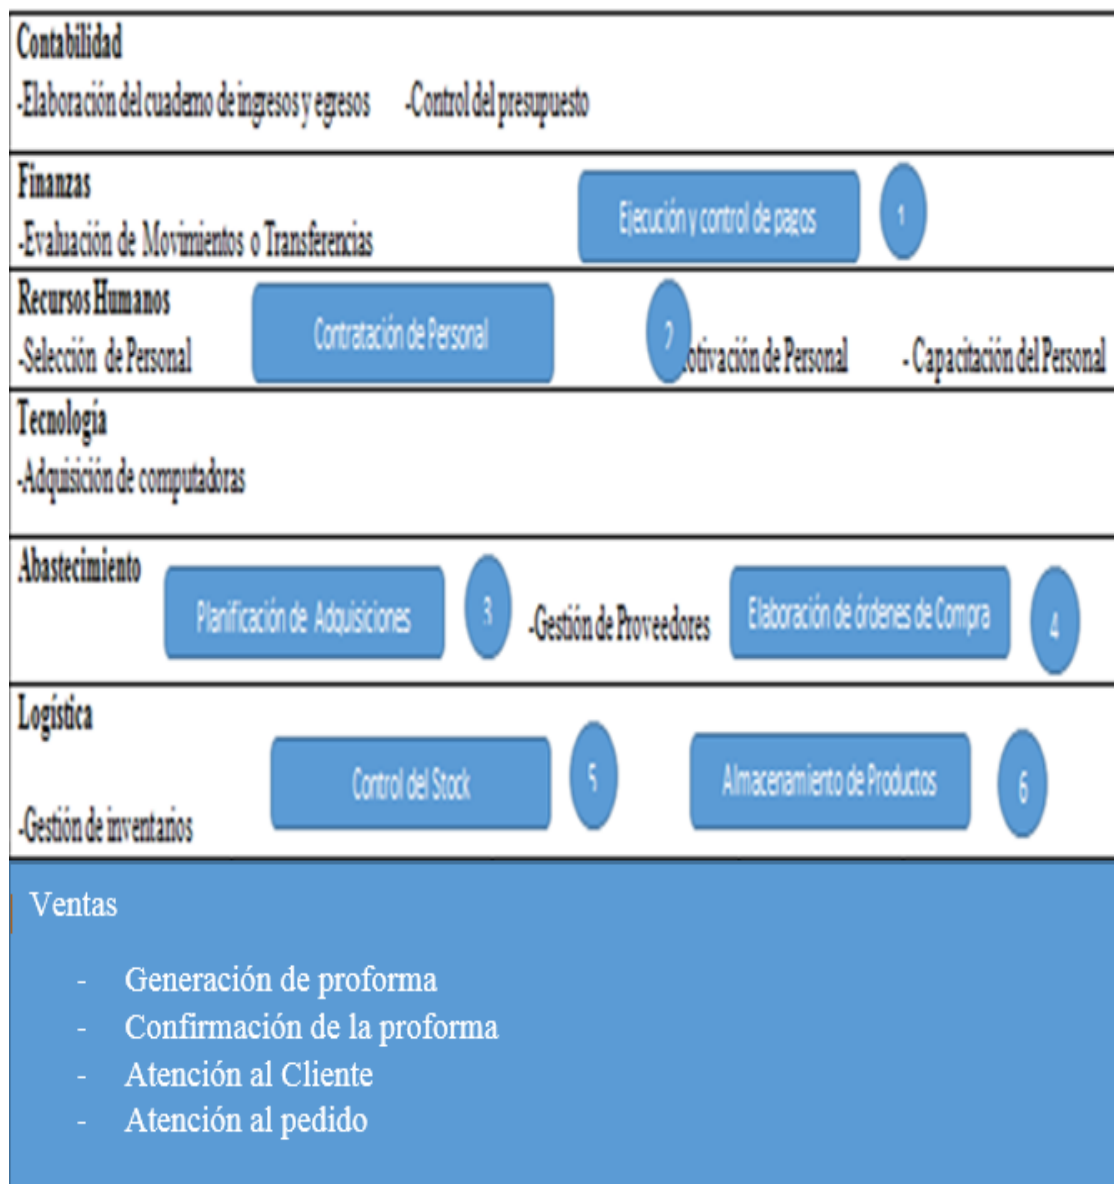 Contabilidad
-Elaboración del cuaderno de ingresos y egresos -Control del presupuesto
Finanzas
Ejecución y control de pagos 1
-Evaluación de Movimientos o Transferencias
Recursos Humanos
Contratación de Personal 2
-Selección de Personal otivación de Personal - Capacitación del Personal
Tecnología
-Adquisición de computadoras
Abastecimiento
Planificación de Adquisiciones 3 -Gestión de Proveedores Elaboración de órdenes de Compra 4
Logística
Control del Stock 5 Almacenamiento de Productos 6
-Gestión de inventarios
Ventas
- Generación de proforma
- Confirmación de la proforma
- Atención al Cliente
- Atención al pedido